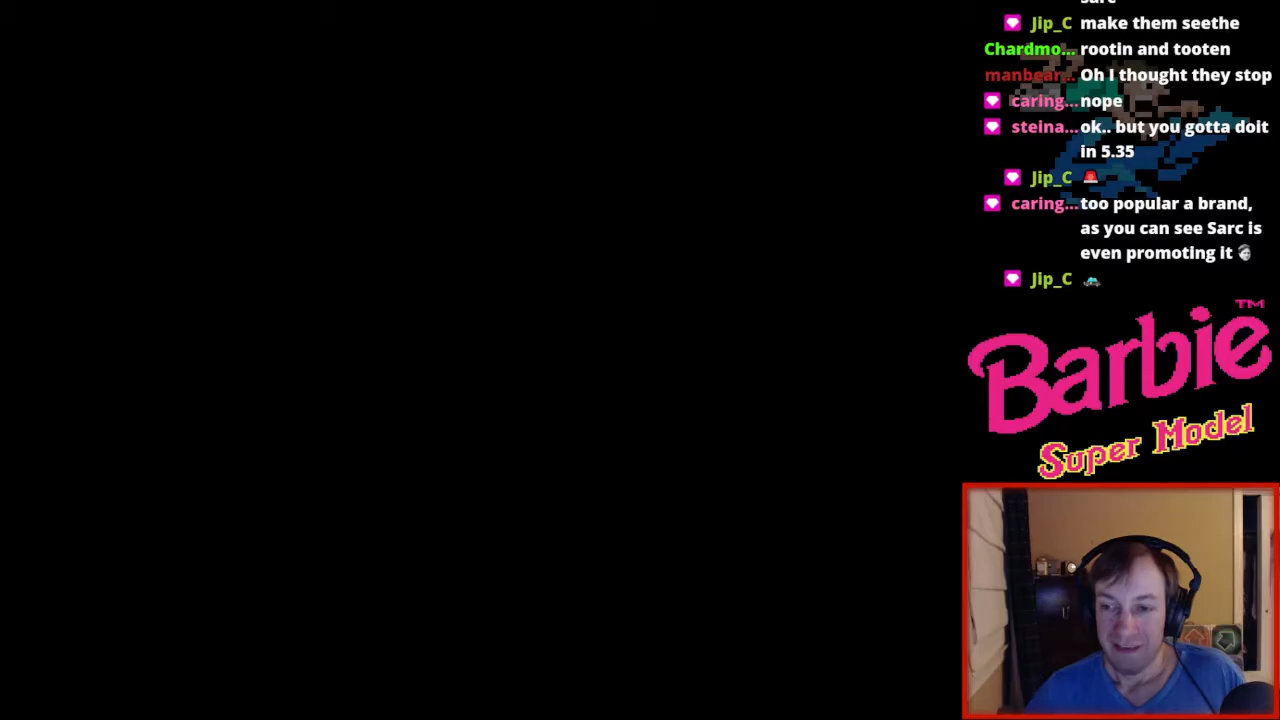 Jip_C make them seethe
Chardmo... rootin and tooten
manbear... Oh I thought they stop
caring... nope
steina... ok.. but you gotta doit
in 5.35
Jip_C
caring... too popular a brand,
as you can see Sarc is
even promoting it
Jip_C
Barbie TM
Super Model